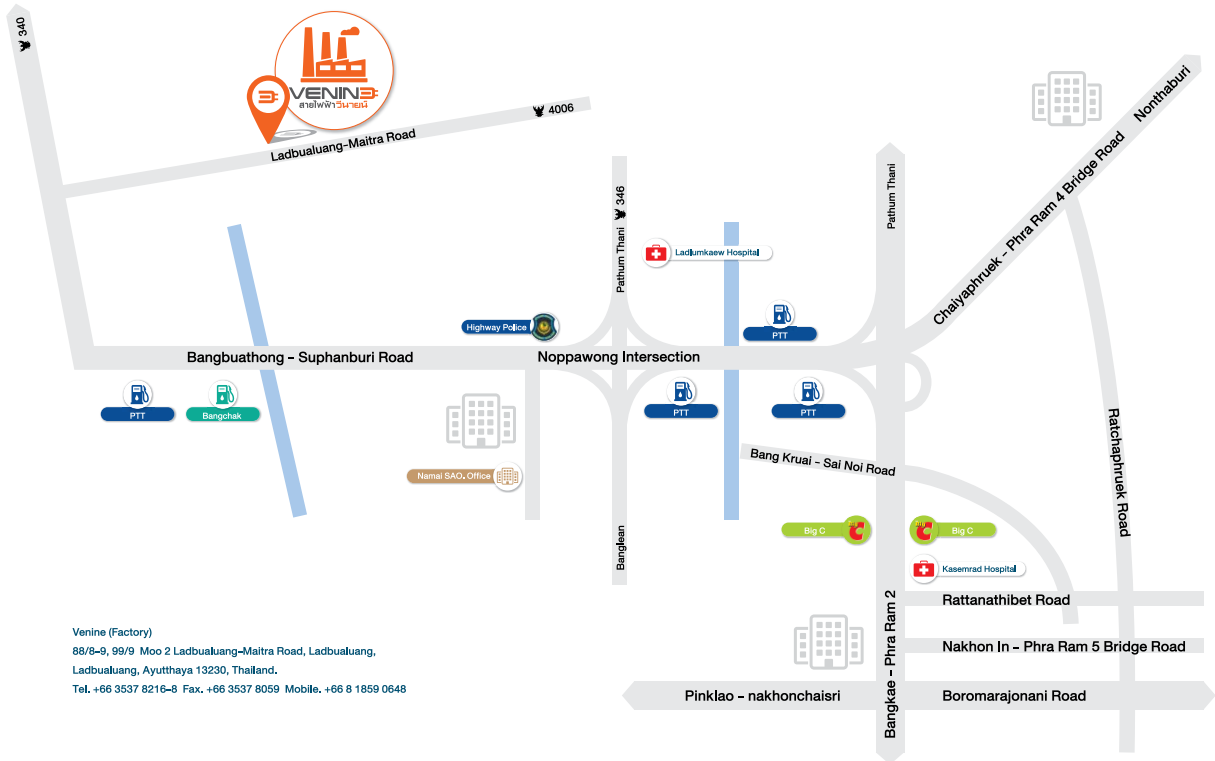 340
VENINE
สายไฟฟ้าวีนายน์
4006
Ladbualuang-Maitra Road
Nonthaburi
Chaiyaphruek - Phra Ram 4 Bridge Road
346
Pathum Thani
Pathum Thani
Ladlumkaew Hospital
Highway Police
PTT
Bangbuathong - Suphanburi Road
Noppawong Intersection
PTT
Bangchak
PTT
PTT
Ratchaphruek Road
Bang Kruai - Sai Noi Road
Namai SAO. Office
Big C
Big C
Banglean
Kasemrad Hospital
Rattanathibet Road
Nakhon In - Phra Ram 5 Bridge Road
Bangkae - Phra Ram 2
Pinklao - nakhonchaisri
Boromarajonani Road
Venine (Factory)
88/8-9, 99/9 Moo 2 Ladbualuang-Maitra Road, Ladbualuang,
Ladbualuang, Ayutthaya 13230, Thailand.
Tel. +66 3537 8216-8 Fax. +66 3537 8059 Mobile. +66 8 1859 0648